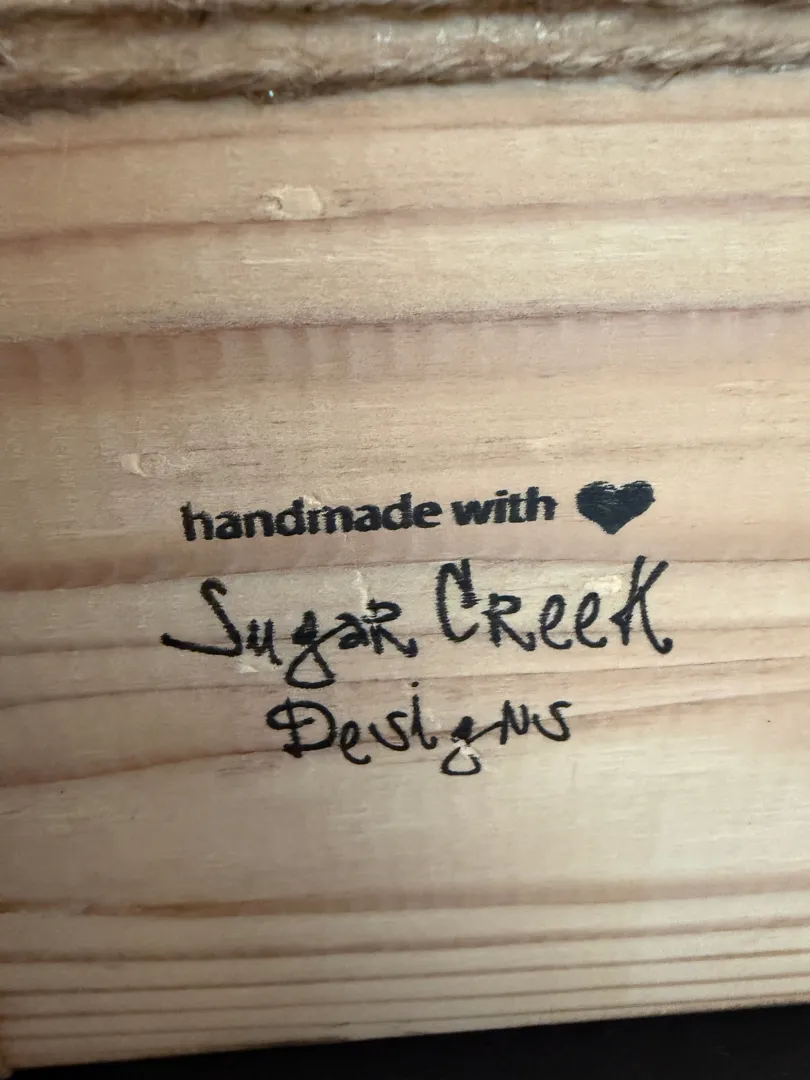 handmade with ♥
Sugar Creek
Designs